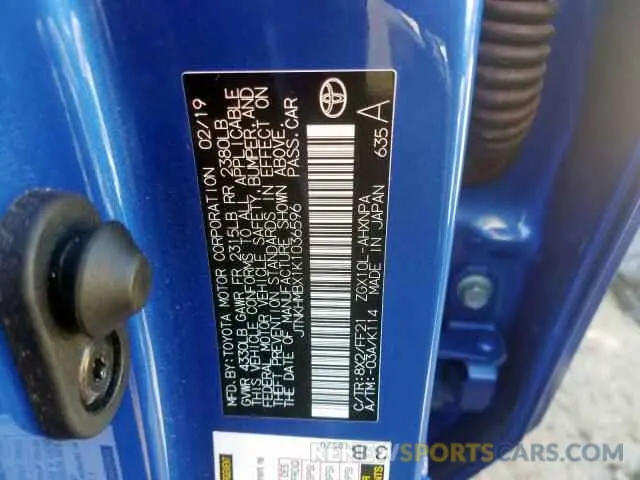 MFD.BY:TOYOTA MOTOR CORPORATION 02/19
GVWR 4330LB GAWR FR 2315LB RR 2380LB
THIS VEHICLE CONFORMS TO ALL APPLICABLE
FEDERAL MOTOR VEHICLE SAFETY, BUMPER, AND
THEFT PREVENTION STANDARDS IN EFFECT ON
THE DATE OF MANUFACTURE SHOWN ABOVE.
JTNKHMBX1K1036596 PASS.CAR
C/TR:8X2/FF21 ZGX10L-AHXNPA
A/TM:-03A/K114 MADE IN JAPAN
635 A
3 B
REVIEWSVEHICLE.COM